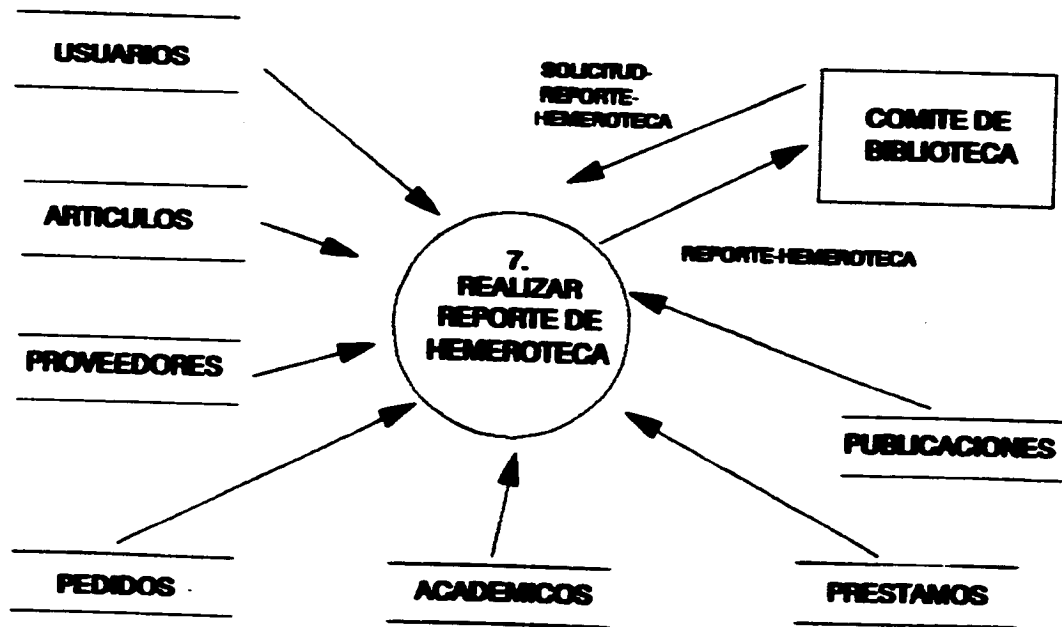 USUARIOS
SOLICITUD-
REPORTE-
HEMEROTECA
COMITE DE
BIBLIOTECA
ARTICULOS
7.
REALIZAR
REPORTE DE
HEMEROTECA
REPORTE-HEMEROTECA
PROVEEDORES
PUBLICACIONES
PEDIDOS
ACADEMICOS
PRESTAMOS